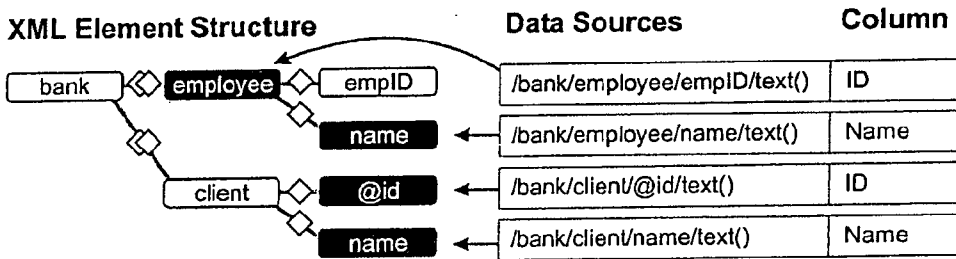 XML Element Structure
Data Sources
Column
bank
employee
empID
/bank/employee/empID/text()
ID
name
/bank/employee/name/text()
Name
client
@id
/bank/client/@id/text()
ID
name
/bank/client/name/text()
Name